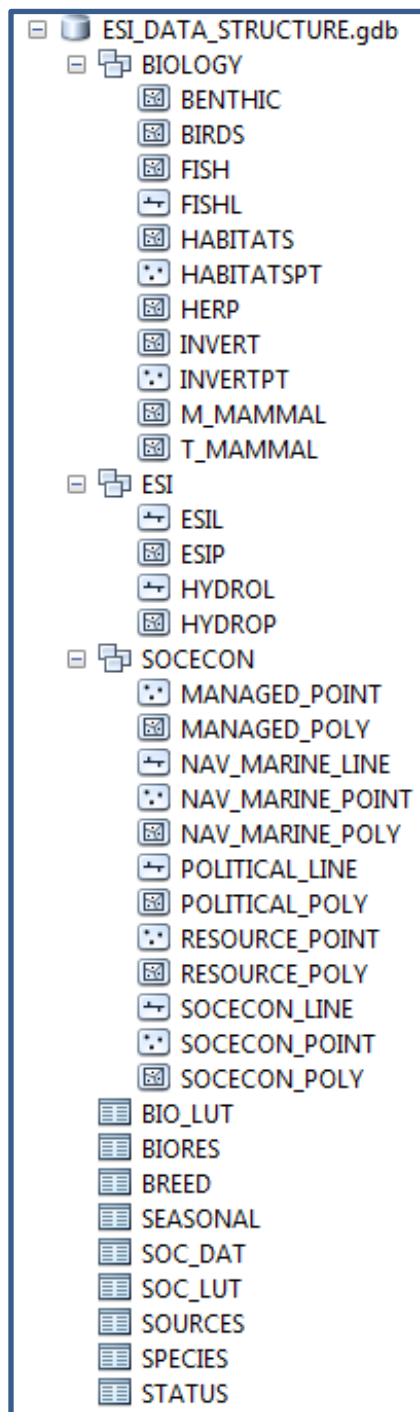 ESI_DATA_STRUCTURE.gdb
BIOLOGY
BENTHIC
BIRDS
FISH
FISHL
HABITATS
HABITATSPT
HERP
INVERT
INVERTPT
M_MAMMAL
T_MAMMAL
ESI
ESIL
ESIP
HYDROL
HYDROP
SOCECON
MANAGED_POINT
MANAGED_POLY
NAV_MARINE_LINE
NAV_MARINE_POINT
NAV_MARINE_POLY
POLITICAL_LINE
POLITICAL_POLY
RESOURCE_POINT
RESOURCE_POLY
SOCECON_LINE
SOCECON_POINT
SOCECON_POLY
BIO_LUT
BIORES
BREED
SEASONAL
SOC_DAT
SOC_LUT
SOURCES
SPECIES
STATUS